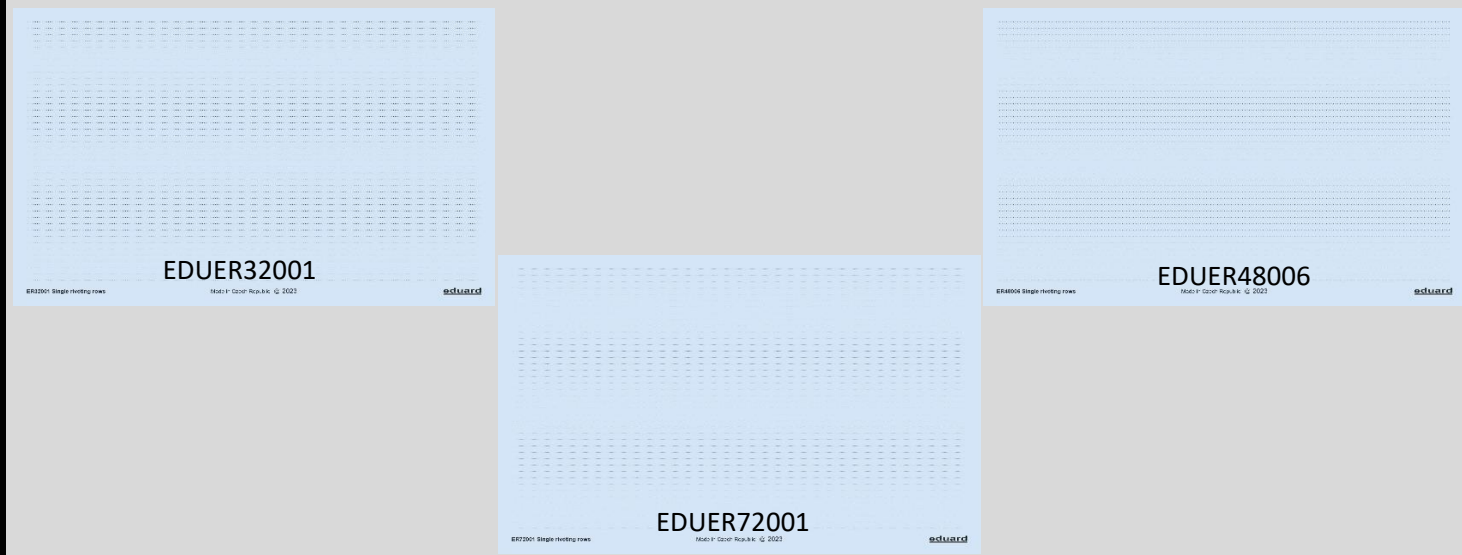 EDUER32001
ER32001 Single riveting rows
Made in Czech Republic © 2023
eduard
EDUER48006
ER48006 Single riveting rows
Made in Czech Republic © 2023
eduard
EDUER72001
ER72001 Single riveting rows
Made in Czech Republic © 2023
eduard